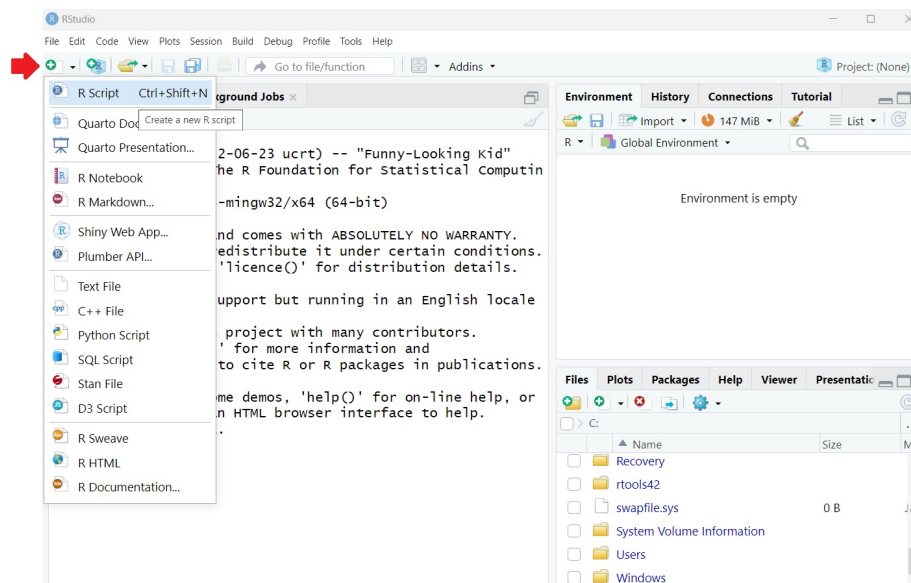 RStudio
File Edit Code View Plots Session Build Debug Profile Tools Help
Go to file/function Addins Project: (None)
R Script Ctrl+Shift+N
Create a new R script
Quarto Doc
Quarto Presentation...
R Notebook
R Markdown...
Shiny Web App...
Plumber API...
Text File
C++ File
Python Script
SQL Script
Stan File
D3 Script
R Sweave
R HTML
R Documentation...
kground Jobs
2-06-23 ucrt) -- "Funny-Looking Kid"
he R Foundation for Statistical Computin
-mingw32/x64 (64-bit)
nd comes with ABSOLUTELY NO WARRANTY.
edistribute it under certain conditions.
'licence()' for distribution details.
upport but running in an English locale
project with many contributors.
' for more information and
to cite R or R packages in publications.
me demos, 'help()' for on-line help, or
n HTML browser interface to help.
.
Environment History Connections Tutorial
Import 147 MiB List
R Global Environment
Environment is empty
Files Plots Packages Help Viewer Presentatic
C:
Name Size M
Recovery
rtools42
swapfile.sys 0 B
System Volume Information
Users
Windows